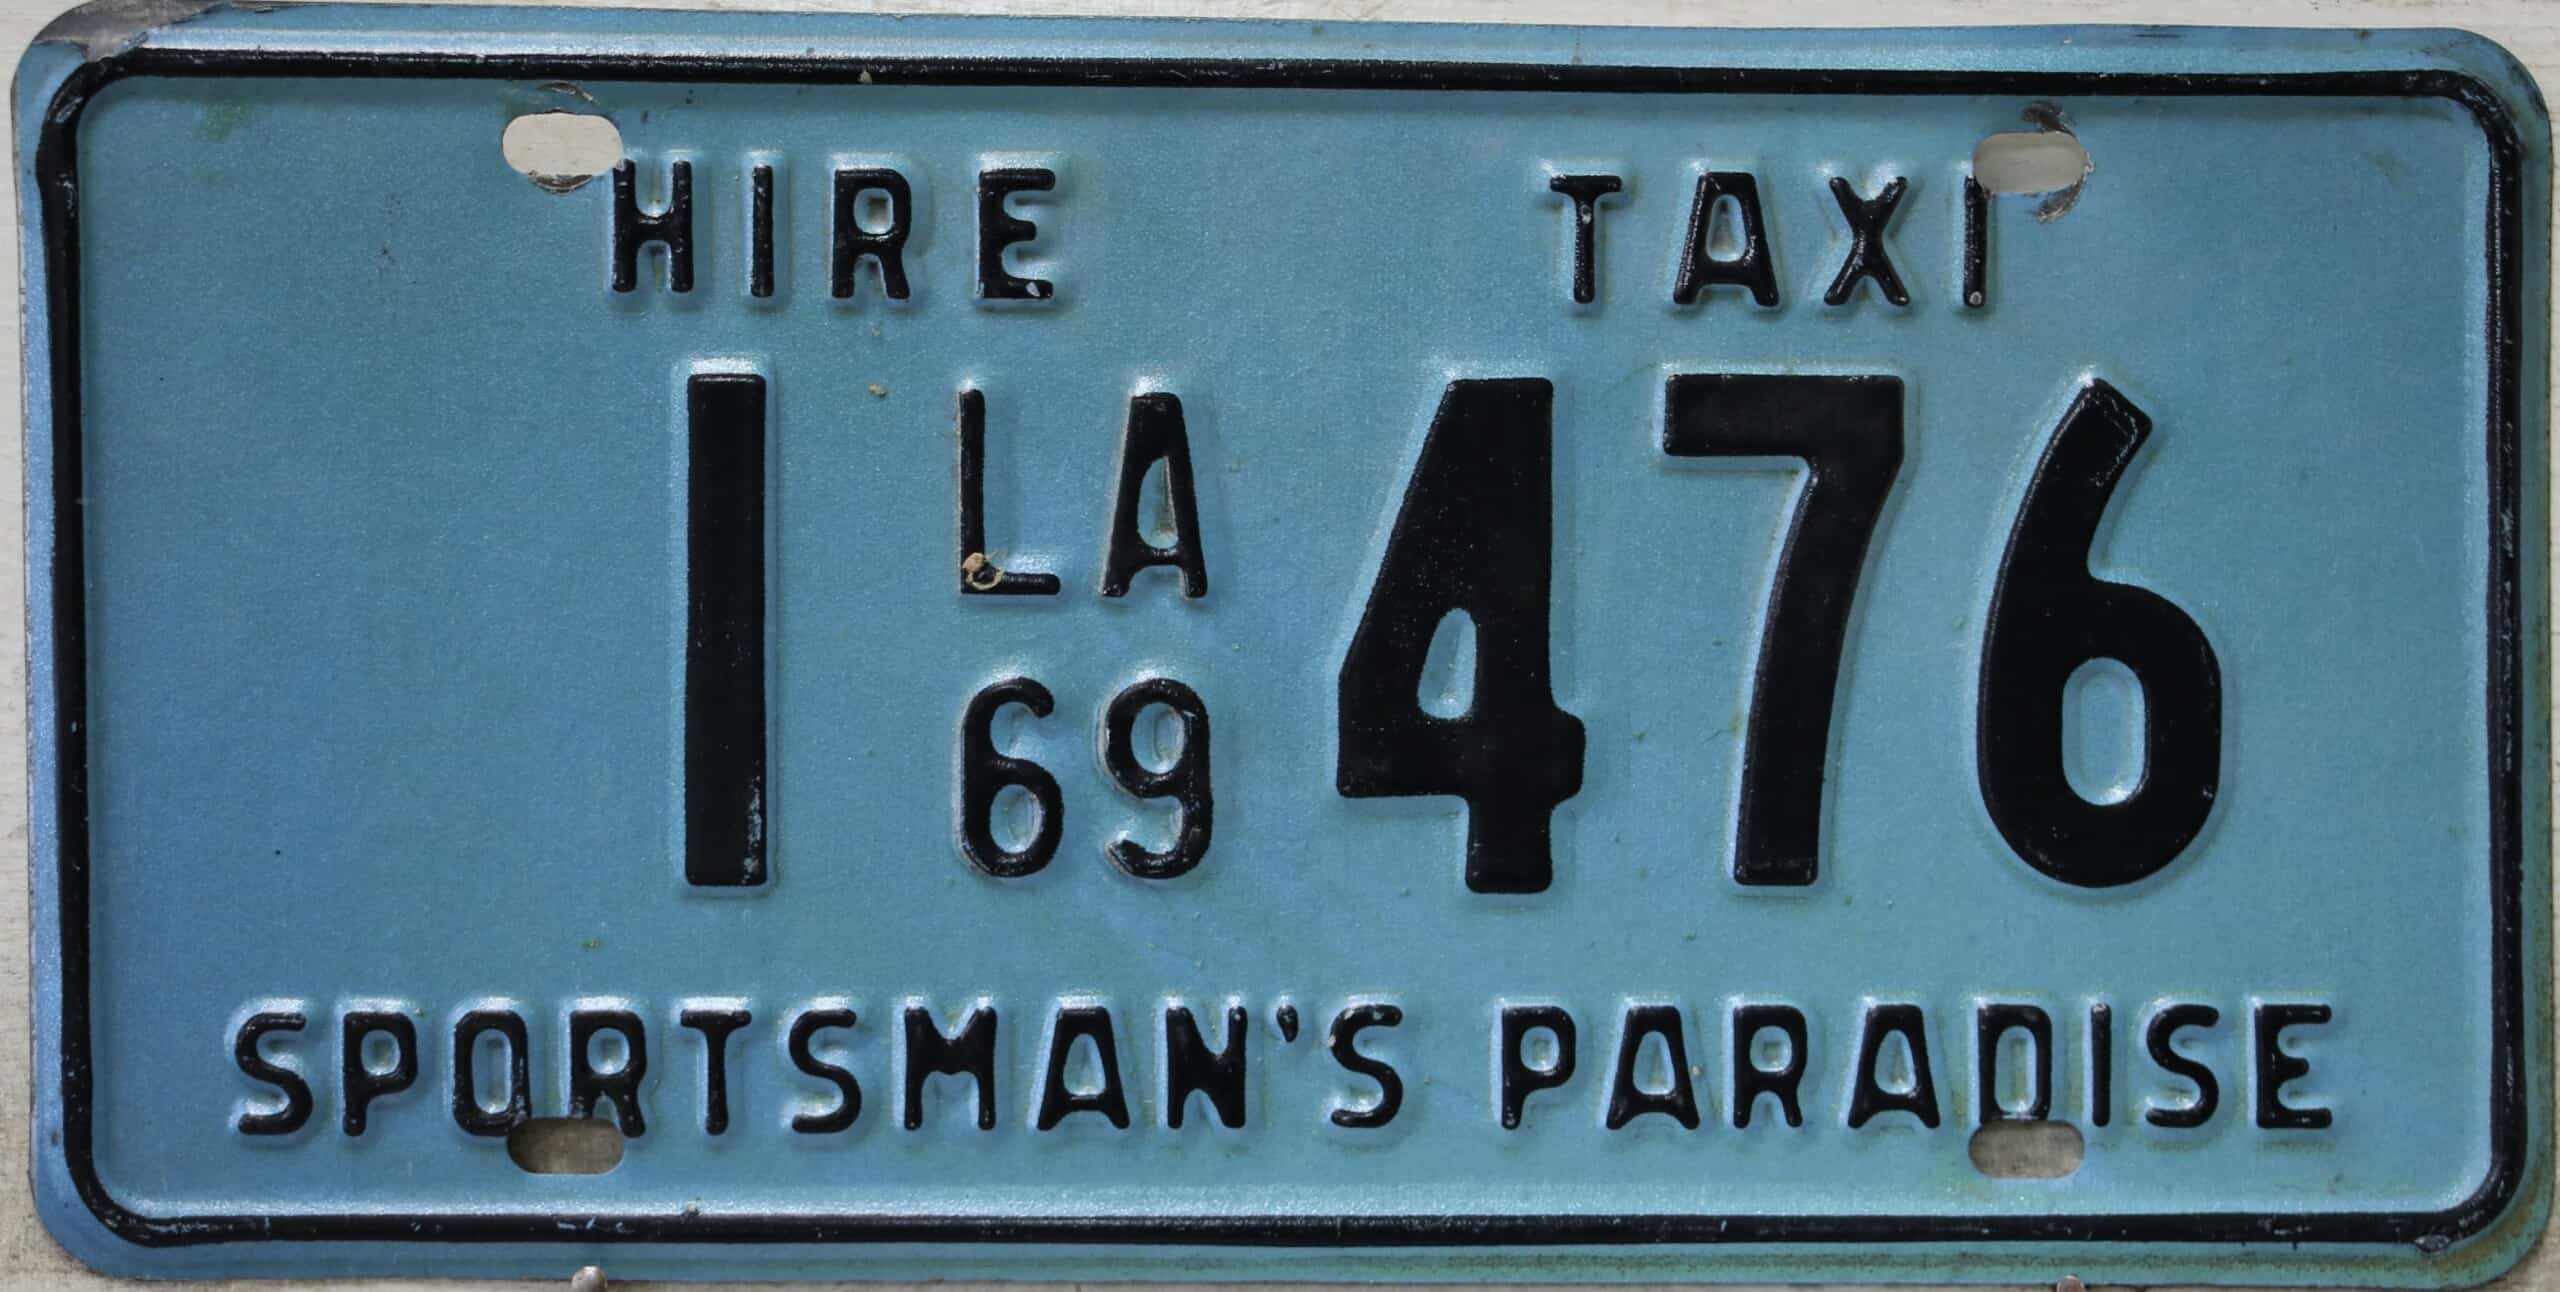 HIRE TAXI
1 LA 69 476
SPORTSMAN'S PARADISE